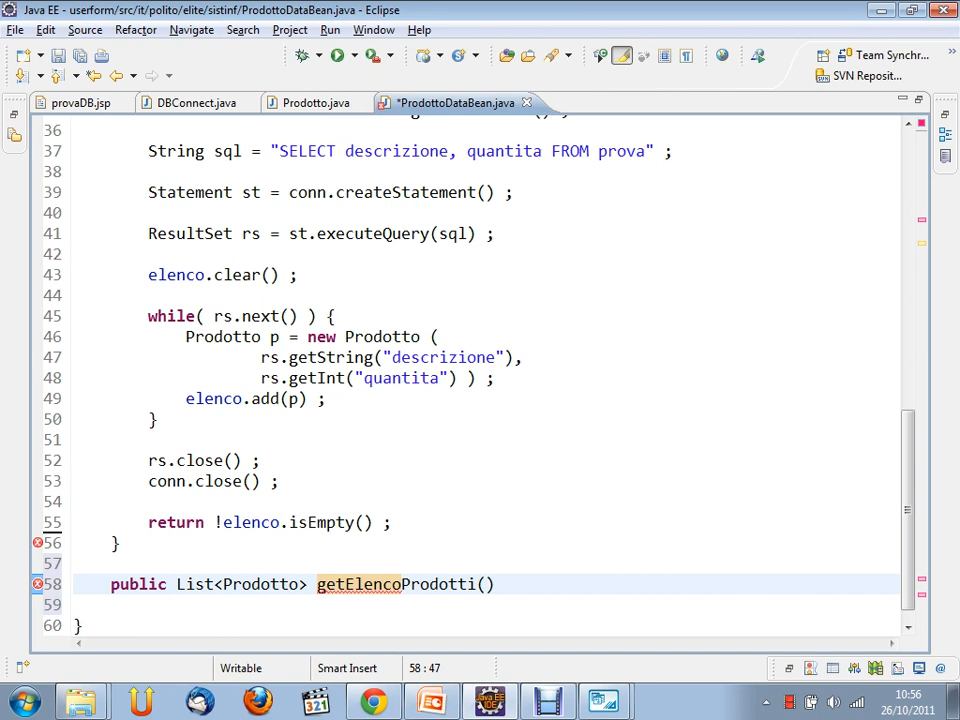 Java EE - userform/src/it/polito/elite/sistinf/ProdottoDataBean.java - Eclipse
File Edit Source Refactor Navigate Search Project Run Window Help
Team Synchr...
SVN Reposit...
provaDB.jsp DBConnect.java Prodotto.java *ProdottoDataBean.java
36
37 String sql = "SELECT descrizione, quantita FROM prova" ;
38
39 Statement st = conn.createStatement() ;
40
41 ResultSet rs = st.executeQuery(sql) ;
42
43 elenco.clear() ;
44
45 while( rs.next() ) {
46 Prodotto p = new Prodotto (
47 rs.getString("descrizione"),
48 rs.getInt("quantita") ) ;
49 elenco.add(p) ;
50 }
51
52 rs.close() ;
53 conn.close() ;
54
55 return !elenco.isEmpty() ;
56 }
57
58 public List<Prodotto> getElencoProdotti()
59
60 }
Writable Smart Insert 58 : 47
321
Java EE
IDE
10:56
26/10/2011